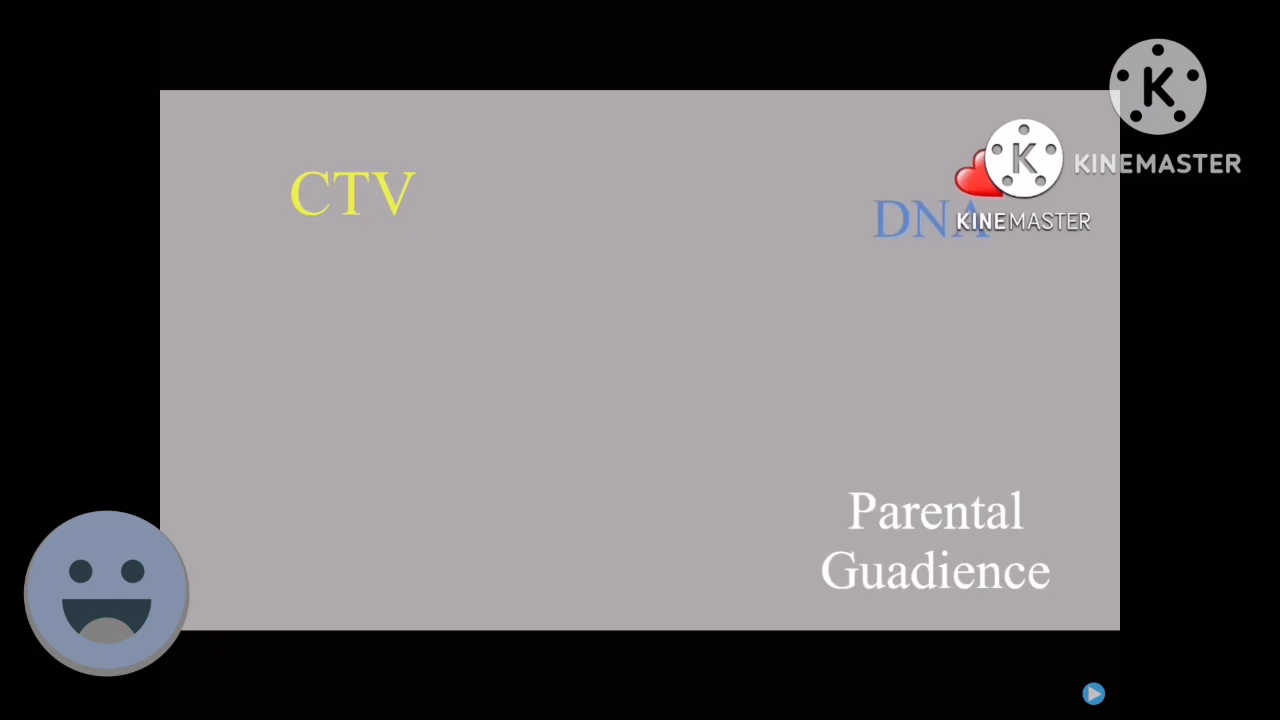 CTV
K
KINEMASTER
K
DNA
KINEMASTER
Parental
Guadience